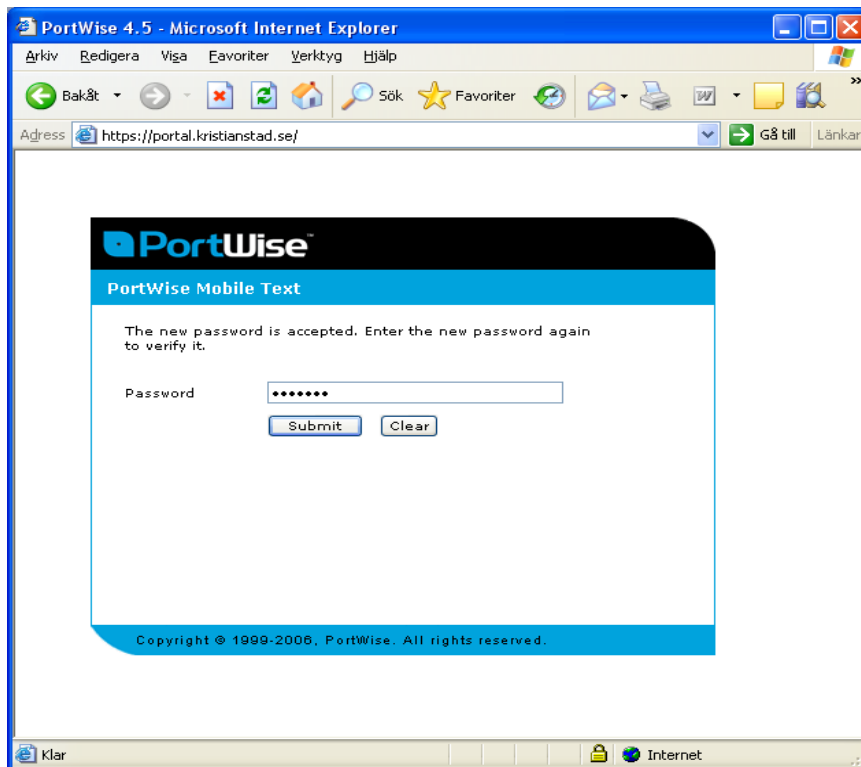 PortWise 4.5 - Microsoft Internet Explorer
Arkiv Redigera Visa Favoriter Verktyg Hjälp
Bakåt Sök Favoriter »
Adress https://portal.kristianstad.se/ Gå till Länkar
PortWise™
PortWise Mobile Text
The new password is accepted. Enter the new password again
to verify it.
Password •••••••
Submit Clear
Copyright © 1999-2006, PortWise. All rights reserved.
Klar Internet